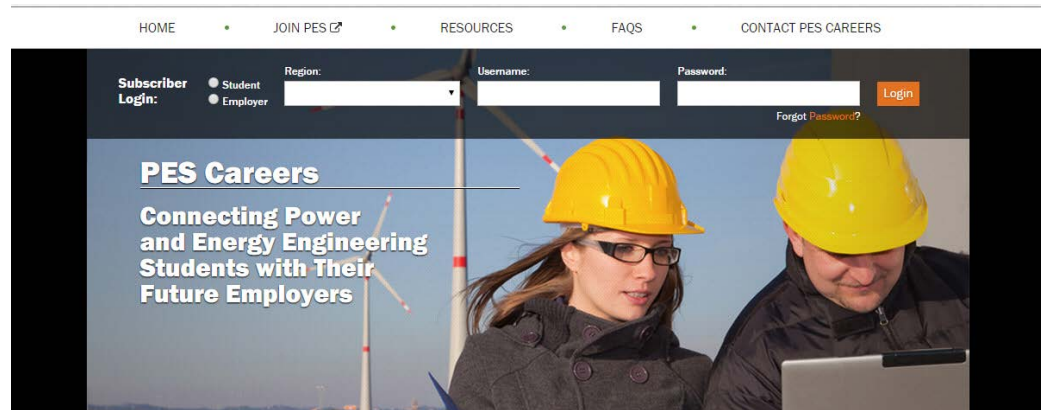 HOME • JOIN PES • RESOURCES • FAQS • CONTACT PES CAREERS
Subscriber Login:
Student
Employer
Region:
Username:
Password:
Login
Forgot Password?
PES Careers
Connecting Power
and Energy Engineering
Students with Their
Future Employers